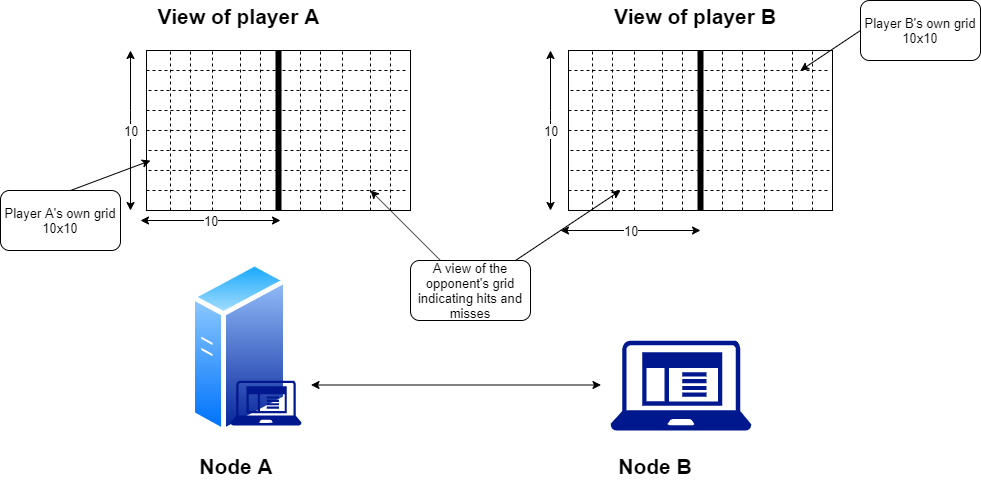 View of player A
View of player B
Player B's own grid
10x10
10
10
Player A's own grid
10x10
10
10
A view of the
opponent's grid
indicating hits and
misses
Node A
Node B